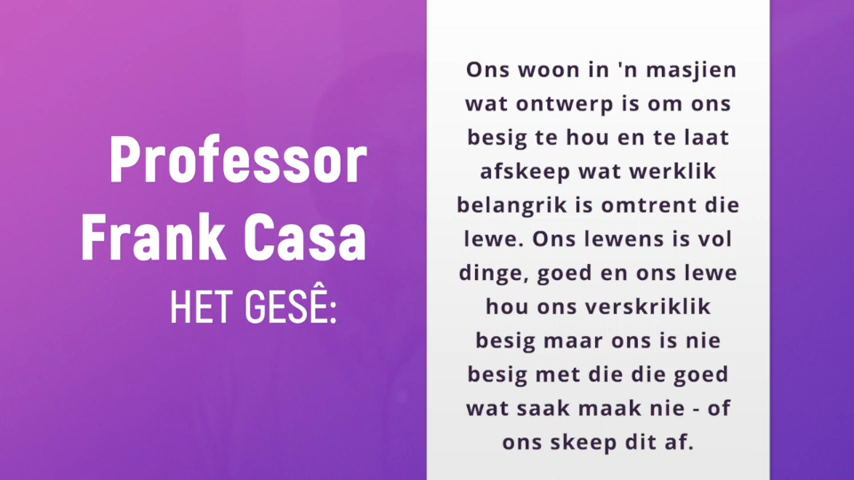 Professor
Frank Casa
HET GESÊ:
Ons woon in 'n masjien
wat ontwerp is om ons
besig te hou en te laat
afskeep wat werklik
belangrik is omtrent die
lewe. Ons lewens is vol
dinge, goed en ons lewe
hou ons verskriklik
besig maar ons is nie
besig met die die goed
wat saak maak nie - of
ons skeep dit af.